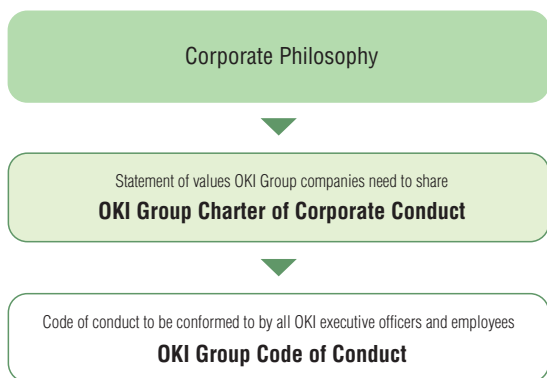 Corporate Philosophy
Statement of values OKI Group companies need to share
OKI Group Charter of Corporate Conduct
Code of conduct to be conformed to by all OKI executive officers and employees
OKI Group Code of Conduct